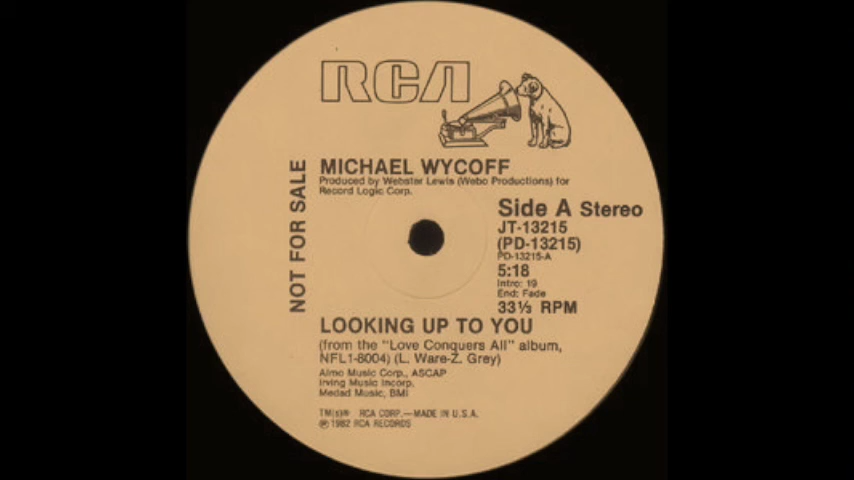 RCA
NOT FOR SALE
MICHAEL WYCOFF
Produced by Webster Lewis (Webo Productions) for
Record Logic Corp.
Side A Stereo
JT-13215
(PD-13215)
PD-13215-A
5:18
Intro: 19
End: Fade
33⅓ RPM
LOOKING UP TO YOU
(from the "Love Conquers All" album,
NFL1-8004) (L. Ware-Z. Grey)
Almo Music Corp., ASCAP
Irving Music Incorp.
Medad Music, BMI
TM(s)® RCA CORP.—MADE IN U.S.A.
℗ 1982 RCA RECORDS